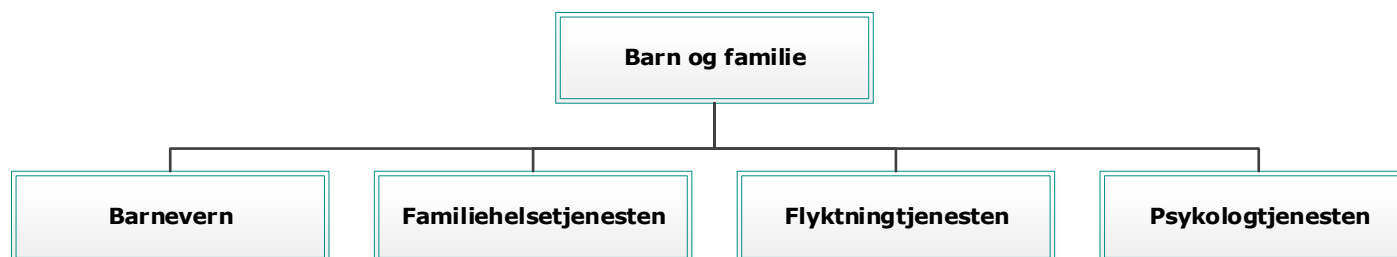 Barn og familie
Barnevern
Familiehelsetjenesten
Flyktningtjenesten
Psykologtjenesten